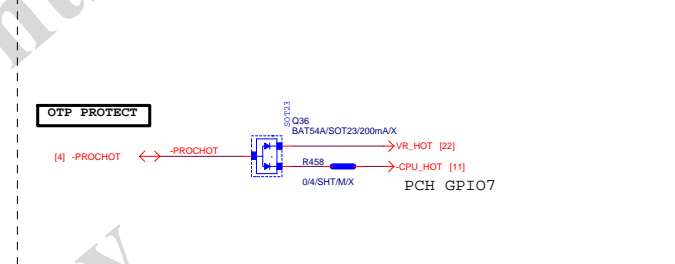 OTP PROTECT
SOT23
Q36
BAT54A/SOT23/200mA/X
[4] -PROCHOT
-PROCHOT
VR_HOT [22]
R458
-CPU_HOT [11]
0/4/SHT/M/X
PCH GPIO7